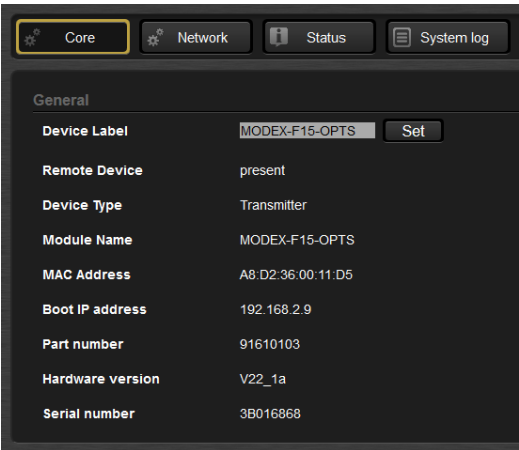 Core Network Status System log
General
Device Label MODEX-F15-OPTS Set
Remote Device present
Device Type Transmitter
Module Name MODEX-F15-OPTS
MAC Address A8:D2:36:00:11:D5
Boot IP address 192.168.2.9
Part number 91610103
Hardware version V22_1a
Serial number 3B016868